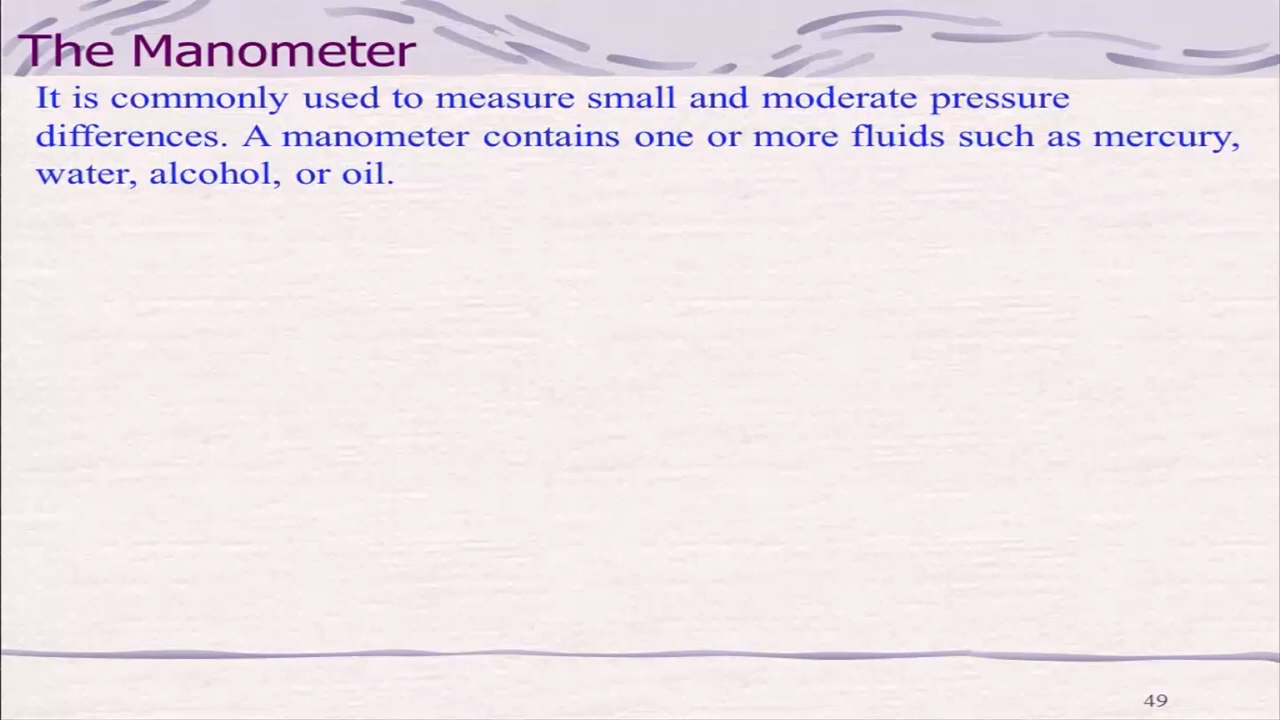 The Manometer
It is commonly used to measure small and moderate pressure
differences. A manometer contains one or more fluids such as mercury,
water, alcohol, or oil.
49